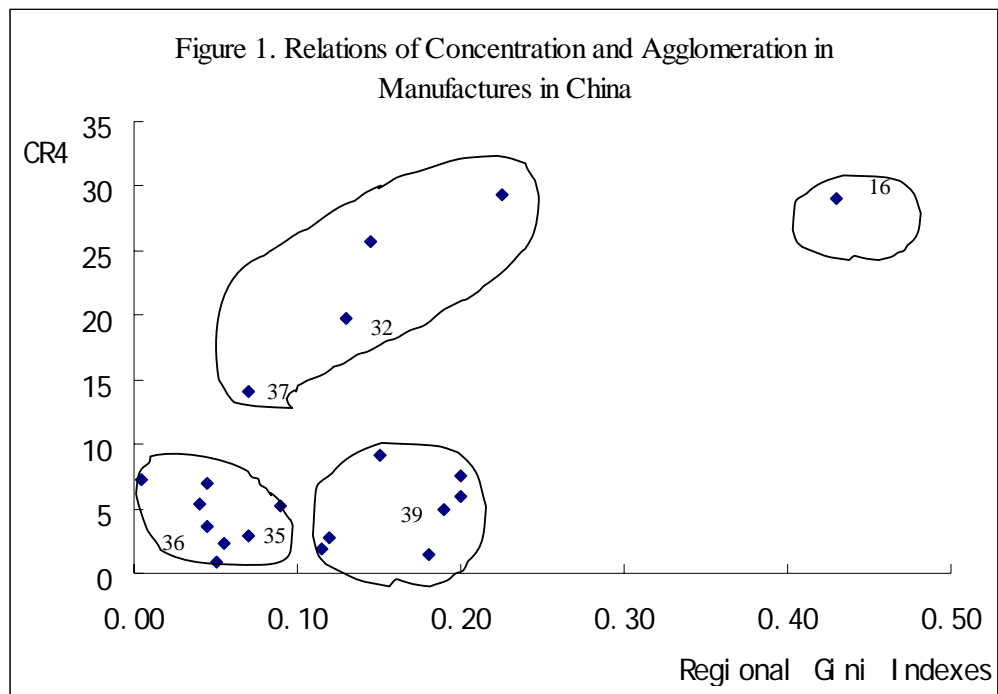 Figure 1. Relations of Concentration and Agglomeration in
Manufactures in China
CR4
35
30
25
20
15
10
5
0
16
32
37
39
36
35
0.00 0.10 0.20 0.30 0.40 0.50
Regional Gini Indexes